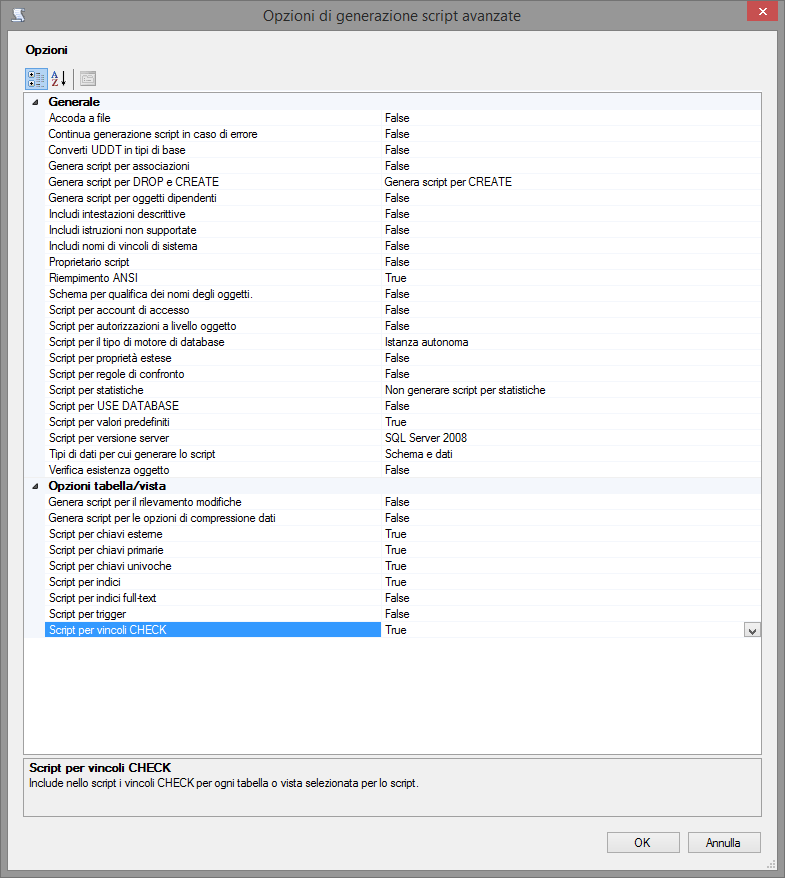 Opzioni di generazione script avanzate
Opzioni
A Z
Generale
Accoda a file False
Continua generazione script in caso di errore False
Converti UDDT in tipi di base False
Genera script per associazioni False
Genera script per DROP e CREATE Genera script per CREATE
Genera script per oggetti dipendenti False
Includi intestazioni descrittive False
Includi istruzioni non supportate False
Includi nomi di vincoli di sistema False
Proprietario script False
Riempimento ANSI True
Schema per qualifica dei nomi degli oggetti. False
Script per account di accesso False
Script per autorizzazioni a livello oggetto False
Script per il tipo di motore di database Istanza autonoma
Script per proprietà estese False
Script per regole di confronto False
Script per statistiche Non generare script per statistiche
Script per USE DATABASE False
Script per valori predefiniti True
Script per versione server SQL Server 2008
Tipi di dati per cui generare lo script Schema e dati
Verifica esistenza oggetto False
Opzioni tabella/vista
Genera script per il rilevamento modifiche False
Genera script per le opzioni di compressione dati False
Script per chiavi esterne True
Script per chiavi primarie True
Script per chiavi univoche True
Script per indici True
Script per indici full-text False
Script per trigger False
Script per vincoli CHECK True
Script per vincoli CHECK
Include nello script i vincoli CHECK per ogni tabella o vista selezionata per lo script.
OK Annulla